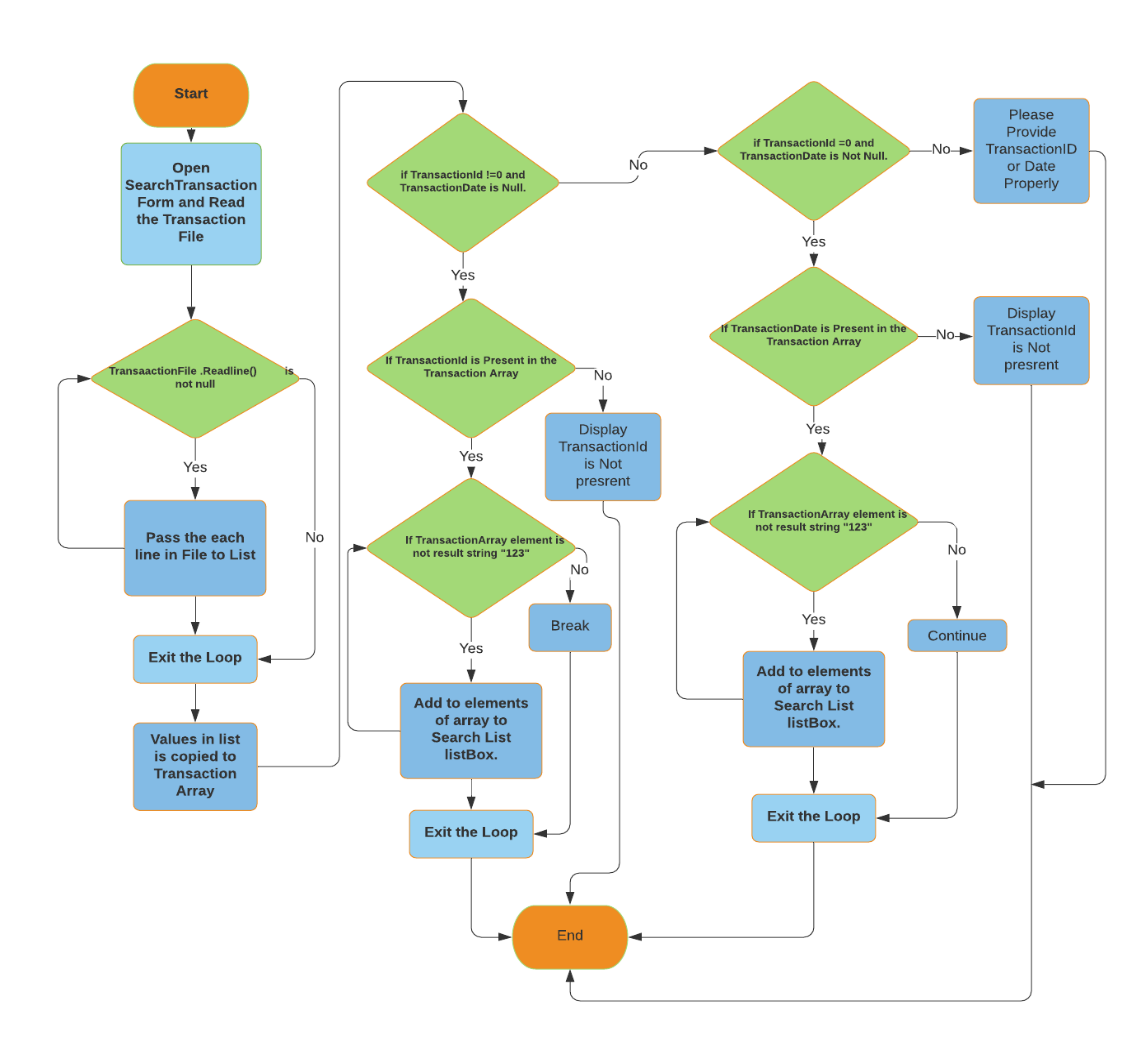 Start
Open
SearchTransaction
Form and Read
the Transaction
File
TransaactionFile .Readline() is
not null
Yes
No
Pass the each
line in File to List
Exit the Loop
Values in list
is copied to
Transaction
Array
if TransactionId !=0 and
TransactionDate is Null.
No
Yes
If TransactionId is Present in the
Transaction Array
No
Display
TransactionId
is Not
presrent
Yes
If TransactionArray element is
not result string "123"
No
Break
Yes
Add to elements
of array to
Search List
listBox.
Exit the Loop
if TransactionId =0 and
TransactionDate is Not Null.
No
Please
Provide
TransactionID
or Date
Properly
Yes
If TransactionDate is Present in the
Transaction Array
No
Display
TransactionId
is Not
presrent
Yes
If TransactionArray element is
not result string "123"
No
Continue
Yes
Add to elements
of array to
Search List
listBox.
Exit the Loop
End